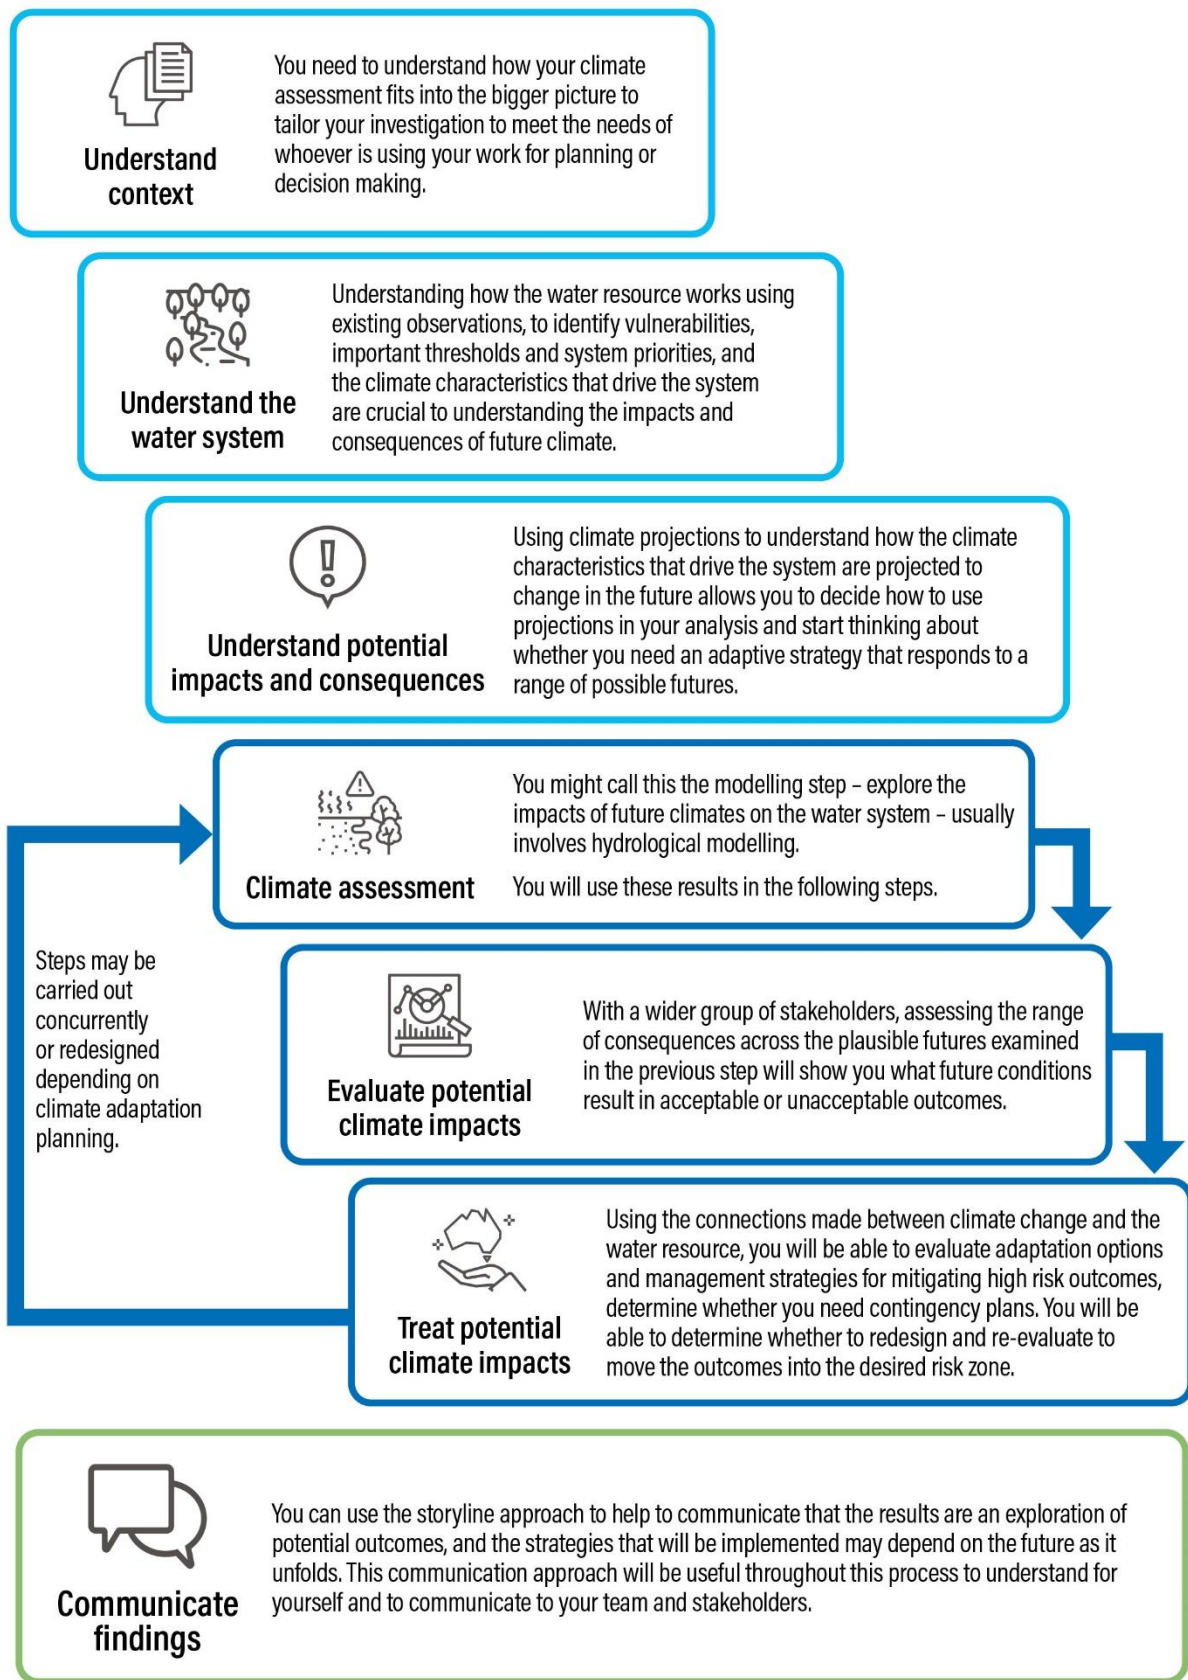 Understand
context
You need to understand how your climate
assessment fits into the bigger picture to
tailor your investigation to meet the needs of
whoever is using your work for planning or
decision making.
Understand the
water system
Understanding how the water resource works using
existing observations, to identify vulnerabilities,
important thresholds and system priorities, and
the climate characteristics that drive the system
are crucial to understanding the impacts and
consequences of future climate.
Understand potential
impacts and consequences
Using climate projections to understand how the climate
characteristics that drive the system are projected to
change in the future allows you to decide how to use
projections in your analysis and start thinking about
whether you need an adaptive strategy that responds to a
range of possible futures.
Climate assessment
You might call this the modelling step – explore the
impacts of future climates on the water system – usually
involves hydrological modelling.
You will use these results in the following steps.
Steps may be
carried out
concurrently
or redesigned
depending on
climate adaptation
planning.
Evaluate potential
climate impacts
With a wider group of stakeholders, assessing the range
of consequences across the plausible futures examined
in the previous step will show you what future conditions
result in acceptable or unacceptable outcomes.
Treat potential
climate impacts
Using the connections made between climate change and the
water resource, you will be able to evaluate adaptation options
and management strategies for mitigating high risk outcomes,
determine whether you need contingency plans. You will be
able to determine whether to redesign and re-evaluate to
move the outcomes into the desired risk zone.
Communicate
findings
You can use the storyline approach to help to communicate that the results are an exploration of
potential outcomes, and the strategies that will be implemented may depend on the future as it
unfolds. This communication approach will be useful throughout this process to understand for
yourself and to communicate to your team and stakeholders.